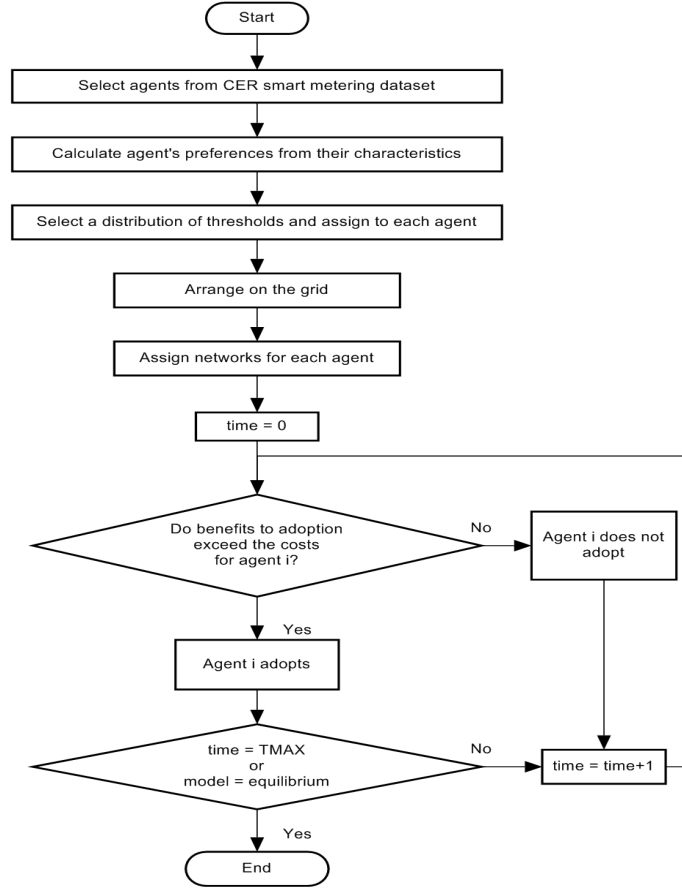 Start
Select agents from CER smart metering dataset
Calculate agent's preferences from their characteristics
Select a distribution of thresholds and assign to each agent
Arrange on the grid
Assign networks for each agent
time = 0
Do benefits to adoption
exceed the costs
for agent i?
No
Agent i does not
adopt
Yes
Agent i adopts
time = TMAX
or
model = equilibrium
No
time = time+1
Yes
End